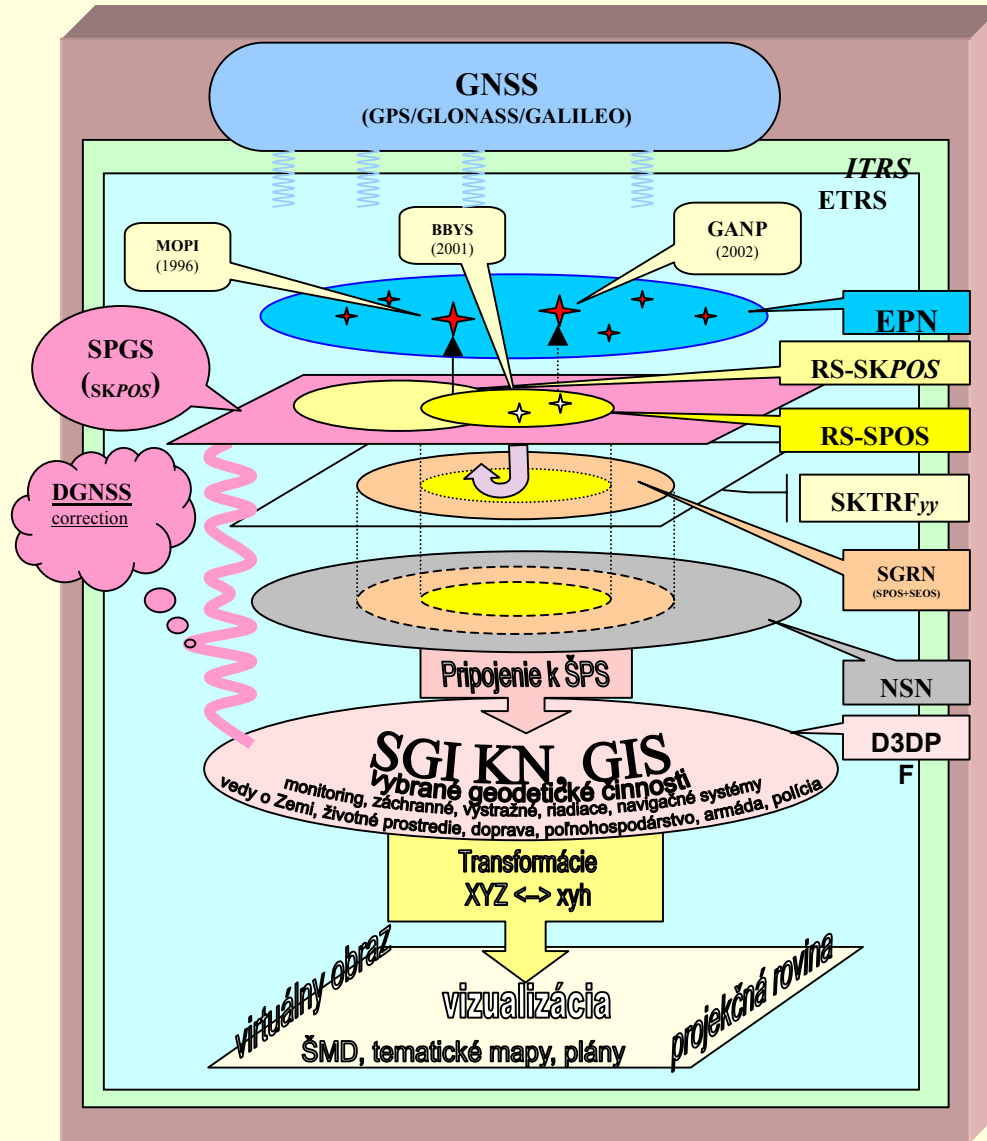 GNSS
(GPS/GLONASS/GALILEO)
ITRS
ETRS
MOPI
(1996)
BBYS
(2001)
GANP
(2002)
EPN
SPGS
(SKPOS)
RS-SKPOS
RS-SPOS
DGNSS
correction
SKTRFyy
SGRN
(SPOS+SEOS)
NSN
Pripojenie k ŠPS
D3DP
F
SGI KN, GIS
vybrané geodetické činnosti
monitoring, záchranné, výstražné, riadiace, navigačné systémy
vedy o Zemi, životné prostredie, doprava, poľnohospodárstvo, armáda, polícia
Transformácie
XYZ <–> xyh
virtuálny obraz
projekčná rovina
vizualizácia
ŠMD, tematické mapy, plány